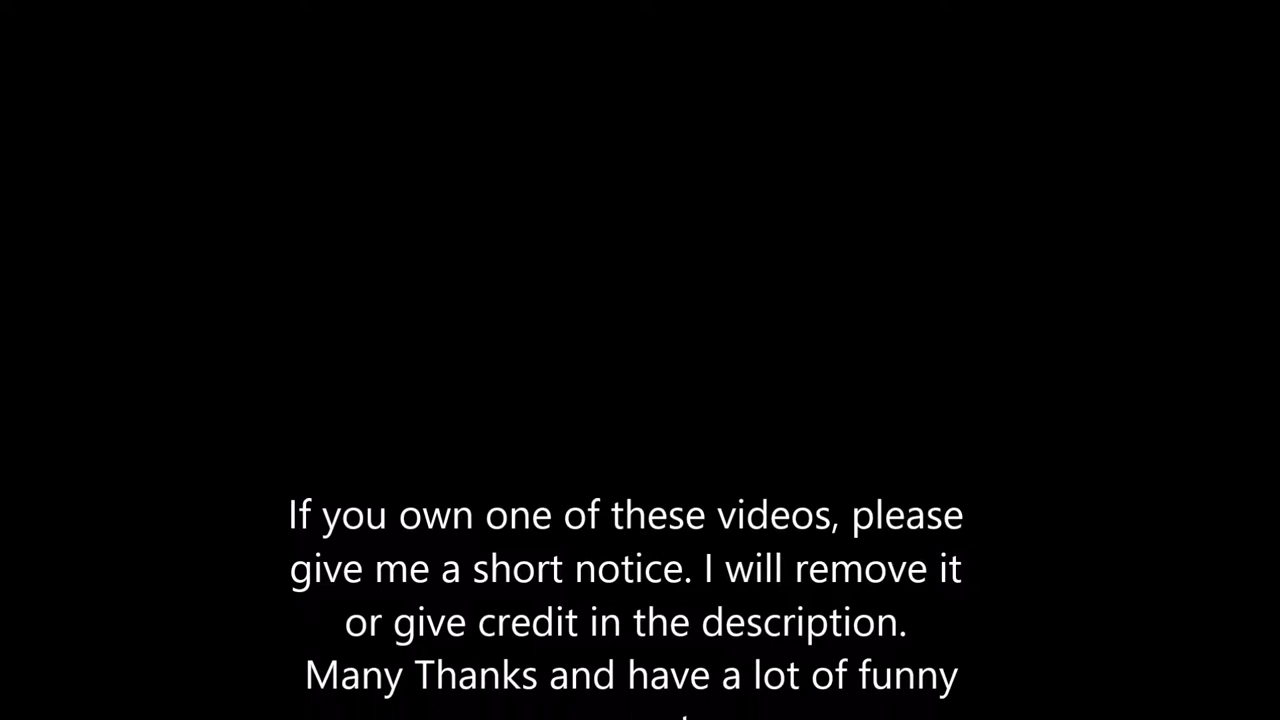 If you own one of these videos, please
give me a short notice. I will remove it
or give credit in the description.
Many Thanks and have a lot of funny